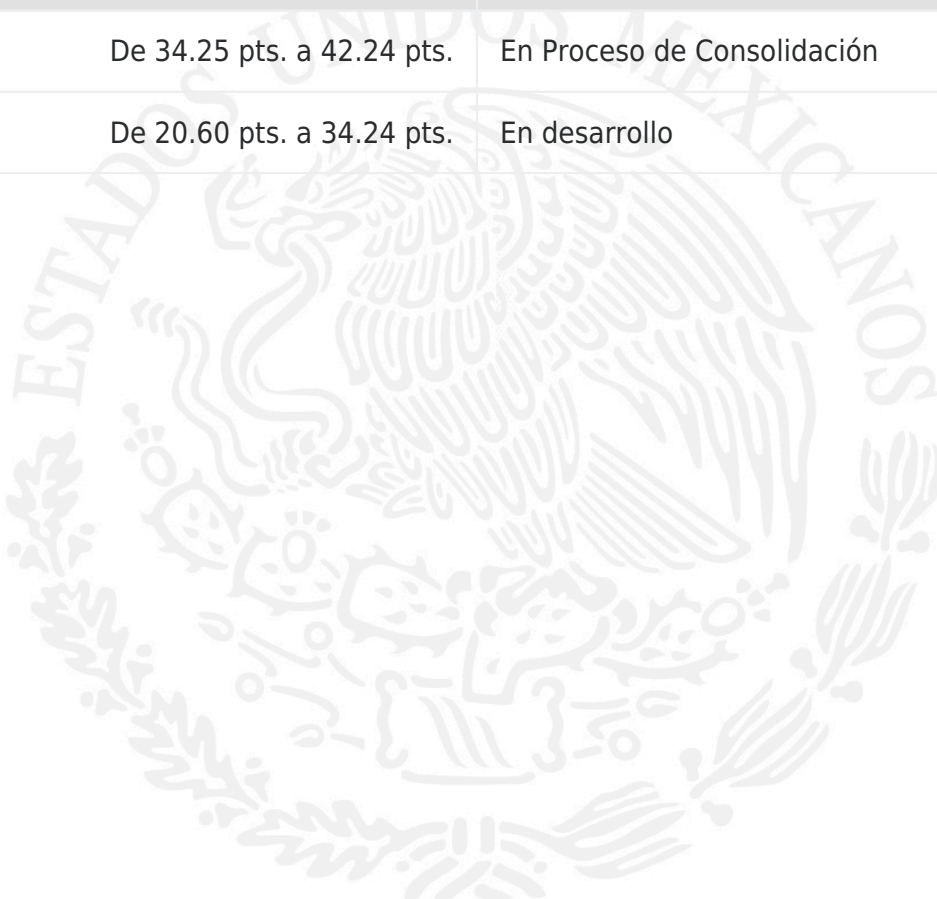 De 34.25 pts. a 42.24 pts. En Proceso de Consolidación
De 20.60 pts. a 34.24 pts. En desarrollo
ESTADOS UNIDOS MEXICANOS